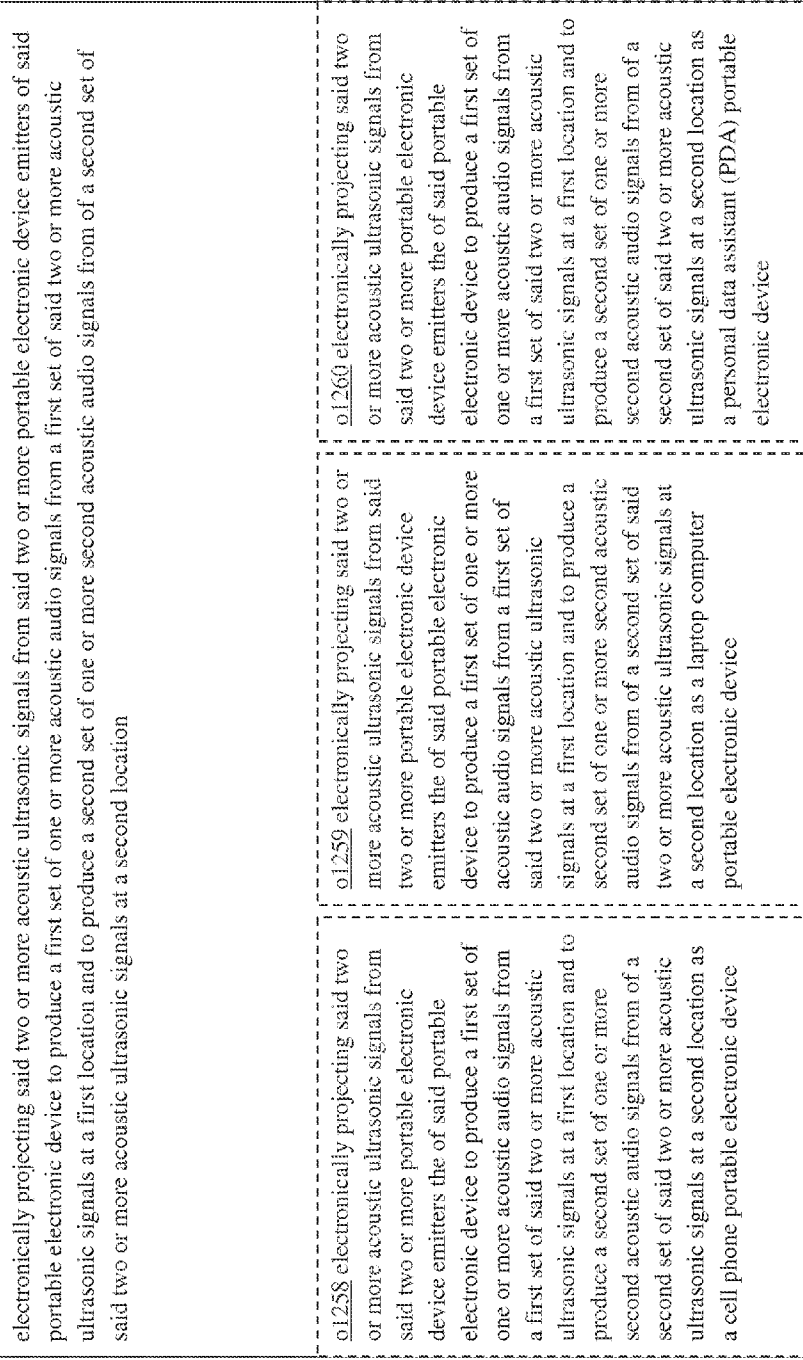 electronically projecting said two or more acoustic ultrasonic signals from said two or more portable electronic device emitters of said
portable electronic device to produce a first set of one or more acoustic audio signals from a first set of said two or more acoustic
ultrasonic signals at a first location and to produce a second set of one or more second acoustic audio signals from of a second set of
said two or more acoustic ultrasonic signals at a second location
o1258 electronically projecting said two
or more acoustic ultrasonic signals from
said two or more portable electronic
device emitters the of said portable
electronic device to produce a first set of
one or more acoustic audio signals from
a first set of said two or more acoustic
ultrasonic signals at a first location and to
produce a second set of one or more
second acoustic audio signals from of a
second set of said two or more acoustic
ultrasonic signals at a second location as
a cell phone portable electronic device
o1259 electronically projecting said two or
more acoustic ultrasonic signals from said
two or more portable electronic device
emitters the of said portable electronic
device to produce a first set of one or more
acoustic audio signals from a first set of
said two or more acoustic ultrasonic
signals at a first location and to produce a
second set of one or more second acoustic
audio signals from of a second set of said
two or more acoustic ultrasonic signals at
a second location as a laptop computer
portable electronic device
o1260 electronically projecting said two
or more acoustic ultrasonic signals from
said two or more portable electronic
device emitters the of said portable
electronic device to produce a first set of
one or more acoustic audio signals from
a first set of said two or more acoustic
ultrasonic signals at a first location and to
produce a second set of one or more
second acoustic audio signals from of a
second set of said two or more acoustic
ultrasonic signals at a second location as
a personal data assistant (PDA) portable
electronic device